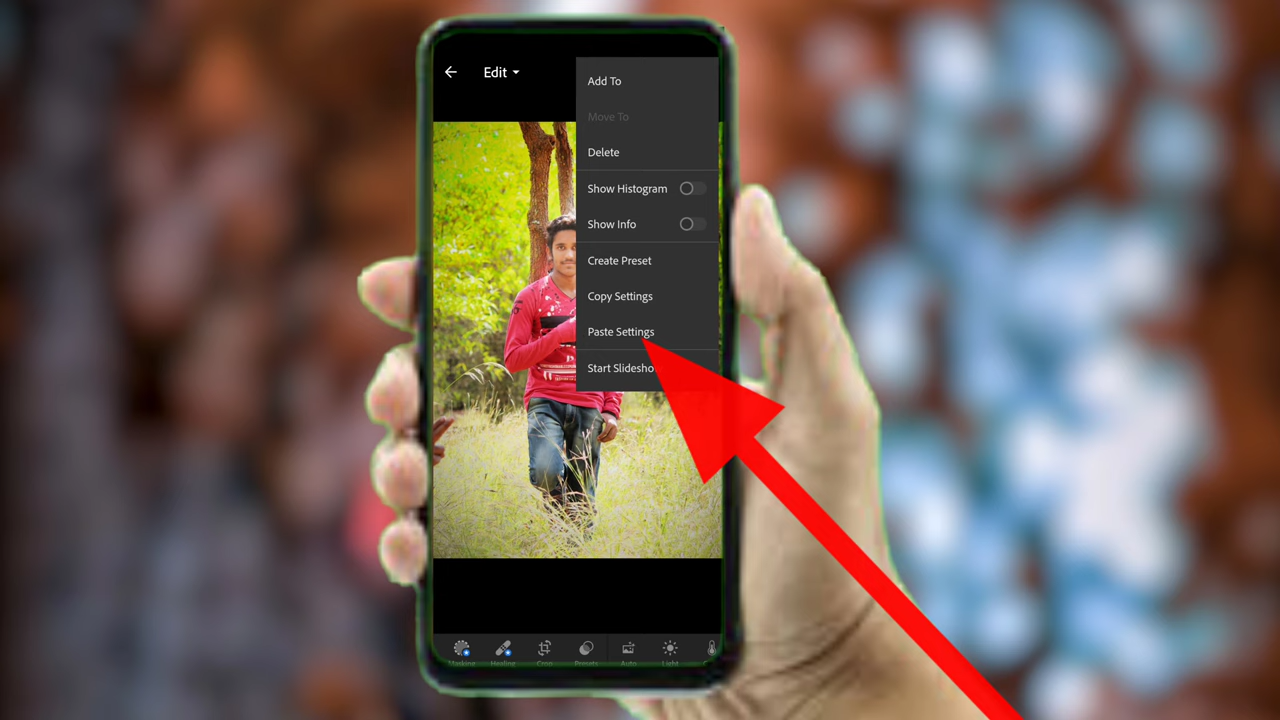 Edit
Add To
Move To
Delete
Show Histogram
Show Info
Create Preset
Copy Settings
Paste Settings
Start Slidesho
Masking
Healing
Crop
Presets
Auto
Light